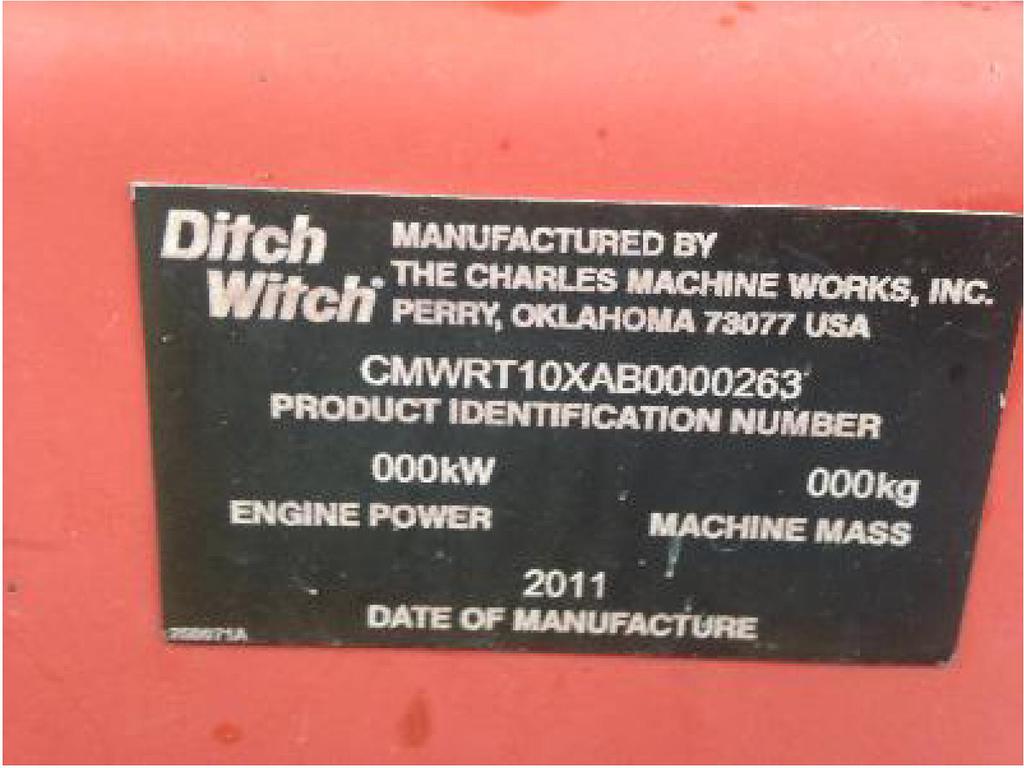 Ditch
Witch®
MANUFACTURED BY
THE CHARLES MACHINE WORKS, INC.
PERRY, OKLAHOMA 73077 USA
CMWRT10XAB0000263
PRODUCT IDENTIFICATION NUMBER
000kW
ENGINE POWER
000kg
MACHINE MASS
2011
DATE OF MANUFACTURE